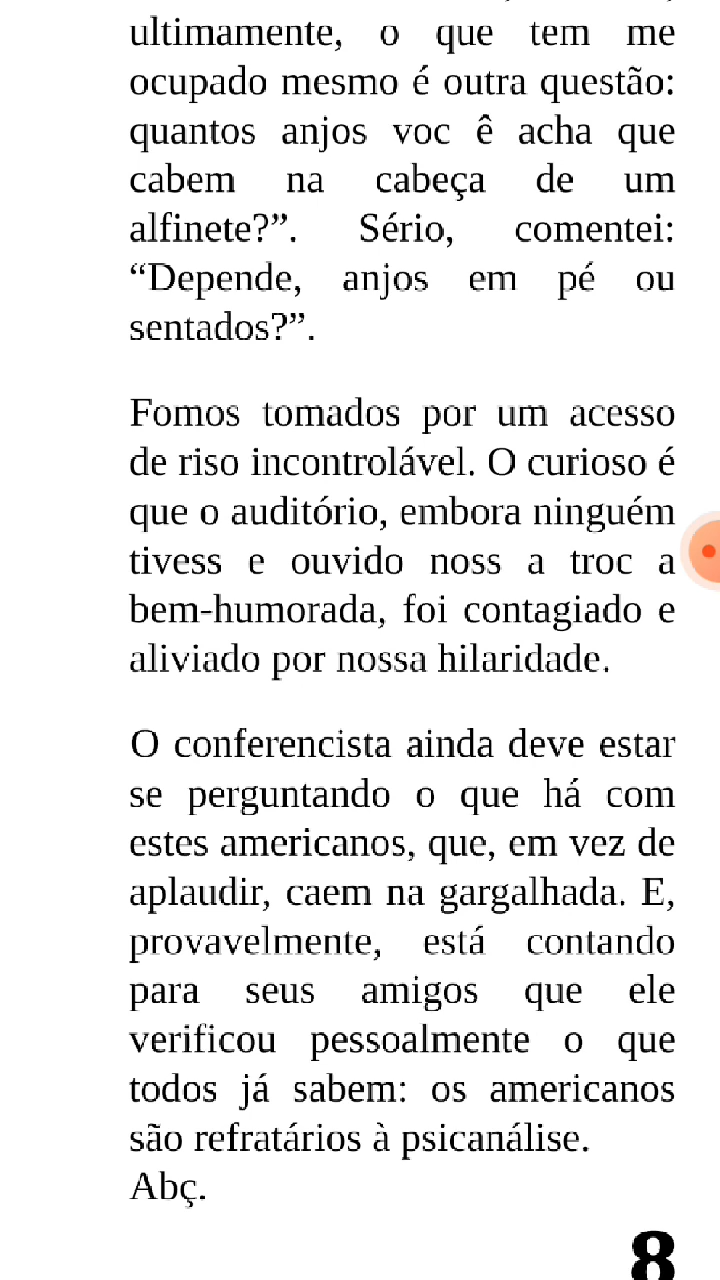 ultimamente, o que tem me
ocupado mesmo é outra questão:
quantos anjos voc ê acha que
cabem na cabeça de um
alfinete?”. Sério, comentei:
“Depende, anjos em pé ou
sentados?”.
Fomos tomados por um acesso
de riso incontrolável. O curioso é
que o auditório, embora ninguém
tivess e ouvido noss a troc a
bem-humorada, foi contagiado e
aliviado por nossa hilaridade.
O conferencista ainda deve estar
se perguntando o que há com
estes americanos, que, em vez de
aplaudir, caem na gargalhada. E,
provavelmente, está contando
para seus amigos que ele
verificou pessoalmente o que
todos já sabem: os americanos
são refratários à psicanálise.
Abç.
8